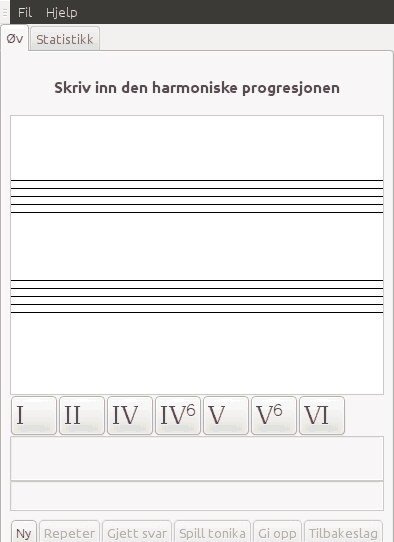 Fil Hjelp
Øv Statistikk
Skriv inn den harmoniske progresjonen
I II IV IV6 V V6 VI
Ny Repeter Gjett svar Spill tonika Gi opp Tilbakeslag